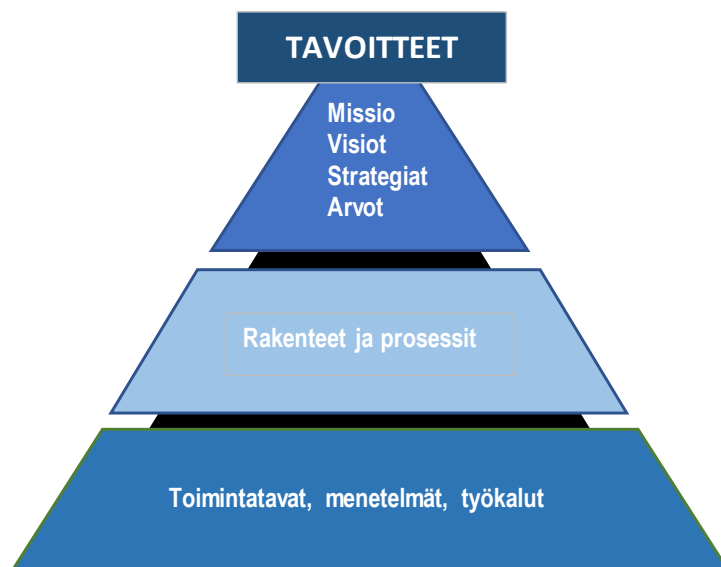 TAVOITTEET
Missio
Visiot
Strategiat
Arvot
Rakenteet ja prosessit
Toimintatavat, menetelmät, työkalut